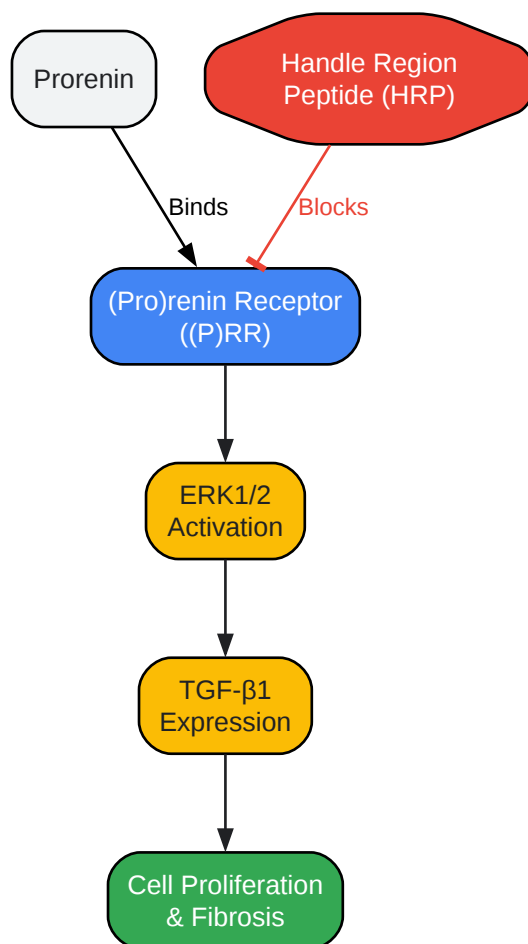 Prorenin
Handle Region
Peptide (HRP)
Binds
Blocks
(Pro)renin Receptor
((P)RR)
ERK1/2
Activation
TGF-β1
Expression
Cell Proliferation
& Fibrosis